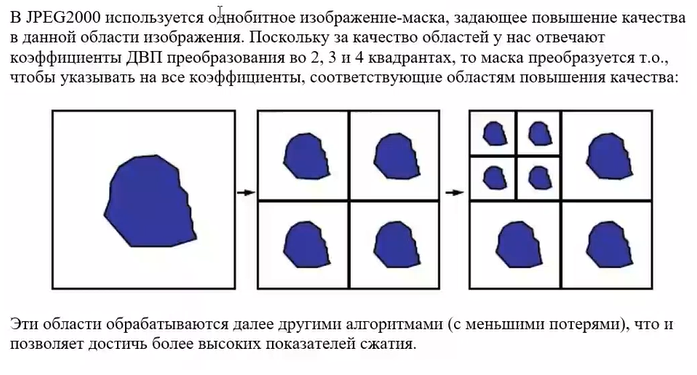 В JPEG2000 используется однобитное изображение-маска, задающее повышение качества
в данной области изображения. Поскольку за качество областей у нас отвечают
коэффициенты ДВП преобразования во 2, 3 и 4 квадрантах, то маска преобразуется т.о.,
чтобы указывать на все коэффициенты, соответствующие областям повышения качества:
Эти области обрабатываются далее другими алгоритмами (с меньшими потерями), что и
позволяет достичь более высоких показателей сжатия.